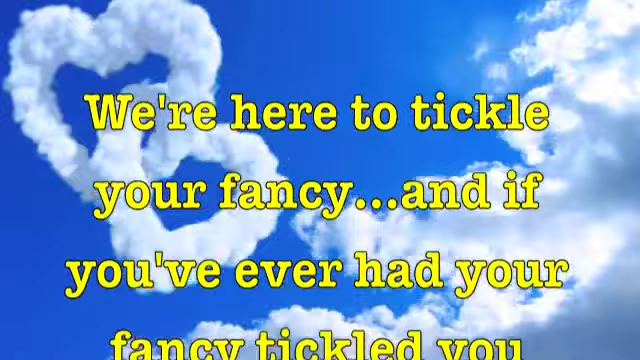 We're here to tickle
your fancy...and if
you've ever had your
fancy tickled you